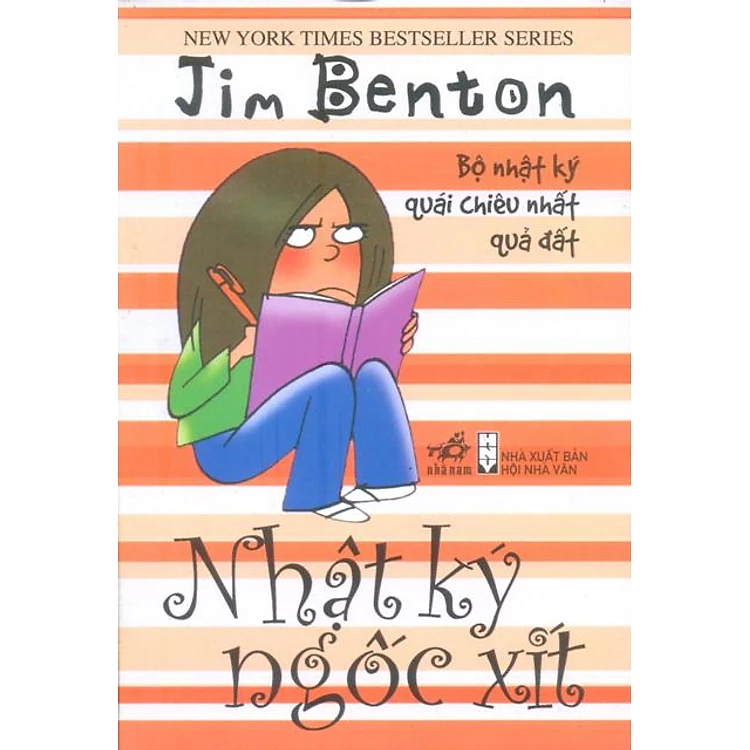 NEW YORK TIMES BESTSELLER SERIES
Jim Benton
Bộ nhật ký
quái chiêu nhất
quả đất
nhã nam
HNV
NHÀ XUẤT BẢN
HỘI NHÀ VĂN
Nhật ký
ngốc xít